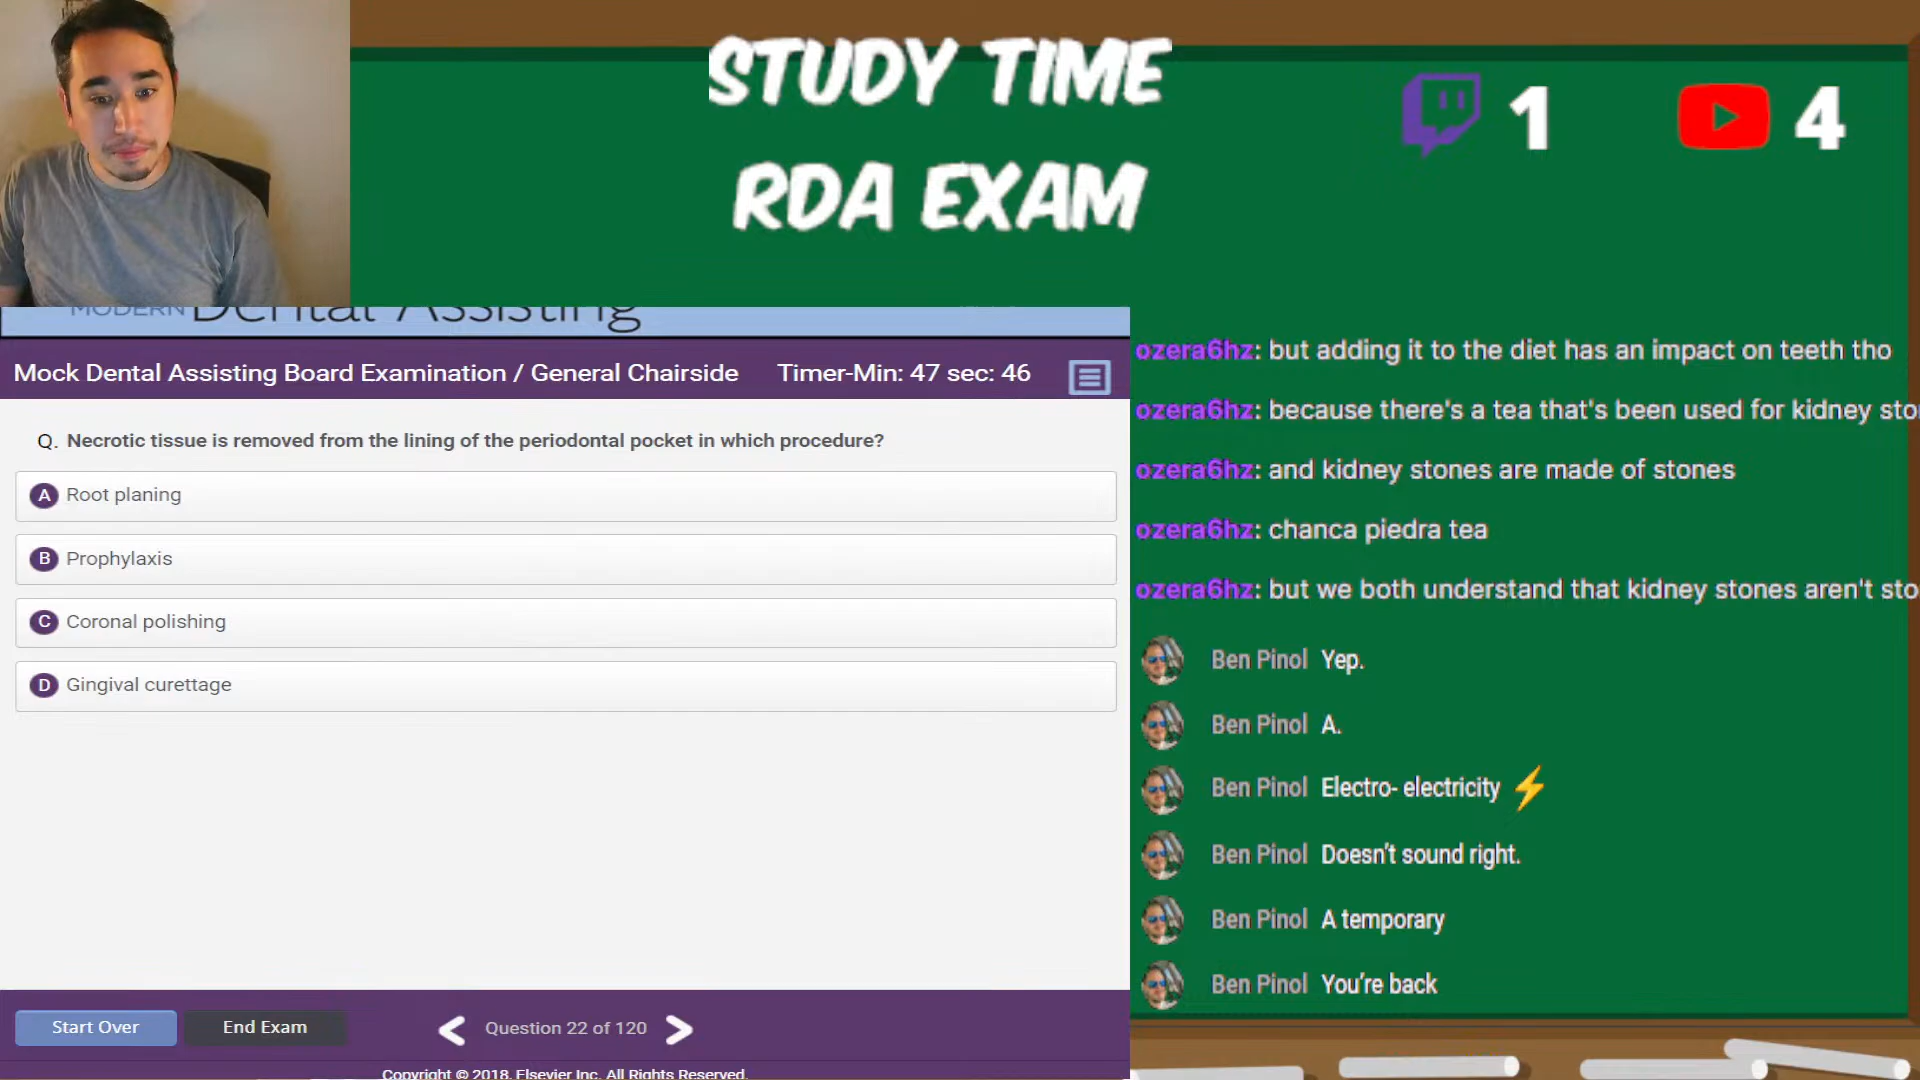 STUDY TIME
RDA EXAM
1
4
MODERN Dental Assisting
Mock Dental Assisting Board Examination / General Chairside
Timer-Min: 47 sec: 46
Q. Necrotic tissue is removed from the lining of the periodontal pocket in which procedure?
A Root planing
B Prophylaxis
C Coronal polishing
D Gingival curettage
Start Over
End Exam
Question 22 of 120
Copyright © 2018, Elsevier Inc. All Rights Reserved.
ozera6hz: but adding it to the diet has an impact on teeth tho
ozera6hz: because there's a tea that's been used for kidney sto
ozera6hz: and kidney stones are made of stones
ozera6hz: chanca piedra tea
ozera6hz: but we both understand that kidney stones aren't sto
Ben Pinol Yep.
Ben Pinol A.
Ben Pinol Electro- electricity ⚡
Ben Pinol Doesn't sound right.
Ben Pinol A temporary
Ben Pinol You're back